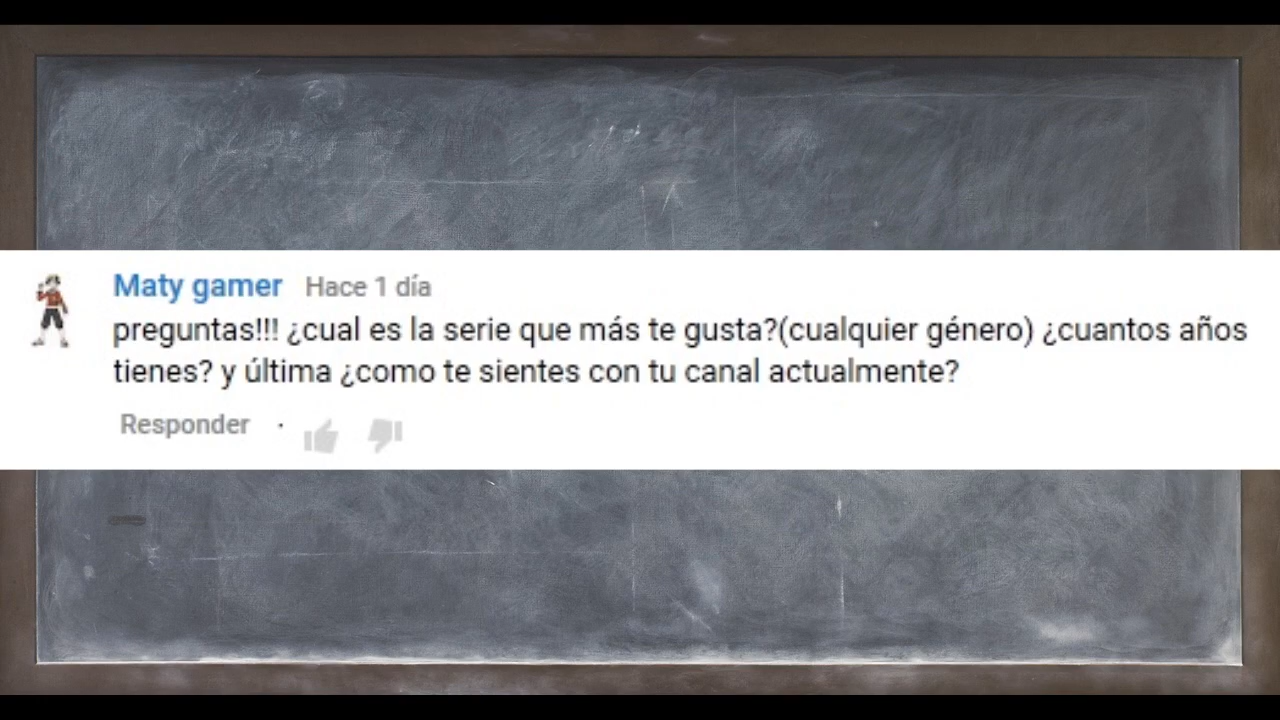 Maty gamer Hace 1 día
preguntas!!! ¿cual es la serie que más te gusta?(cualquier género) ¿cuantos años
tienes? y última ¿como te sientes con tu canal actualmente?
Responder ·